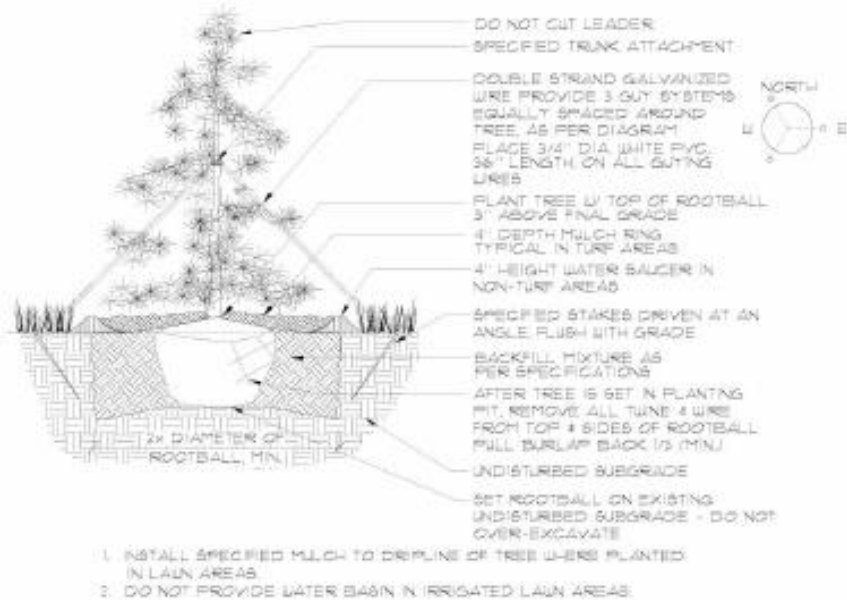 DO NOT CUT LEADER
SPECIFIED TRUNK ATTACHMENT
DOUBLE STRAND GALVANIZED
WIRE PROVIDE 3 GUY SYSTEMS
EQUALLY SPACED AROUND
TREE, AS PER DIAGRAM
PLACE 3/4" DIA. WHITE PVC,
36" LENGTH, ON ALL GUYING
WIRES
NORTH
PLANT TREE W/ TOP OF ROOTBALL
3" ABOVE FINAL GRADE
4" DEPTH MULCH RING
TYPICAL IN TURF AREAS
4" HEIGHT WATER SAUCER IN
NON-TURF AREAS
SPECIFIED STAKES DRIVEN AT AN
ANGLE, FLUSH WITH GRADE
BACKFILL MIXTURE AS
PER SPECIFICATIONS
AFTER TREE IS SET IN PLANTING
PIT, REMOVE ALL TWINE & WIRE
FROM TOP & SIDES OF ROOTBALL
PULL BURLAP BACK 1/3 (MIN.)
2x DIAMETER OF
ROOTBALL, MIN.
UNDISTURBED SUBGRADE
SET ROOTBALL ON EXISTING
UNDISTURBED SUBGRADE - DO NOT
OVER-EXCAVATE
1. INSTALL SPECIFIED MULCH TO DRIPLINE OF TREE WHERE PLANTED
IN LAWN AREAS.
2. DO NOT PROVIDE WATER BASIN IN IRRIGATED LAWN AREAS.